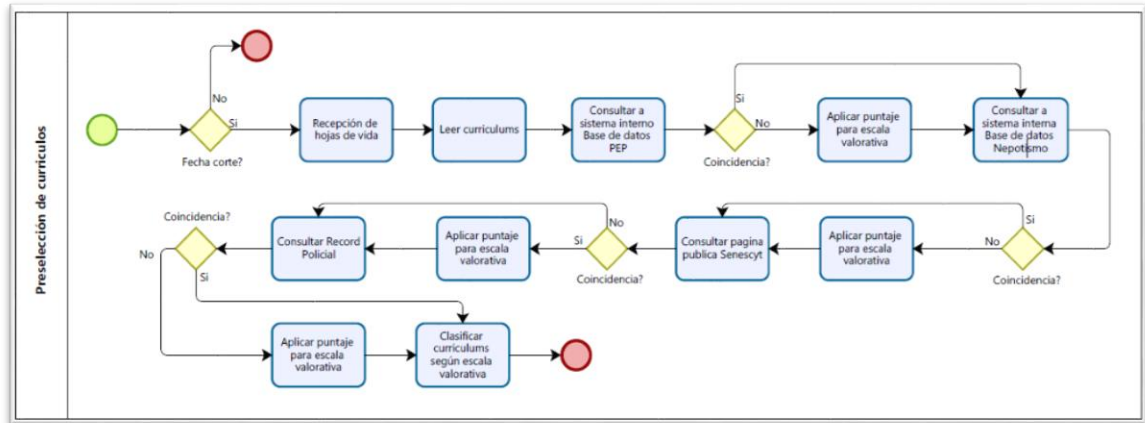 Preselección de currículos
No
Si
Fecha corte?
Recepción de
hojas de vida
Leer curriculums
Consultar a
sistema interno
Base de datos
PEP
Si
No
Coincidencia?
Aplicar puntaje
para escala
valorativa
Consultar a
sistema interna
Base de datos
Nepotismo
Coincidencia?
No
Si
Consultar Record
Policial
Aplicar puntaje
para escala
valorativa
No
Si
Coincidencia?
Consultar pagina
publica Senescyt
Aplicar puntaje
para escala
valorativa
Si
No
Coincidencia?
Aplicar puntaje
para escala
valorativa
Clasificar
curriculums
según escala
valorativa